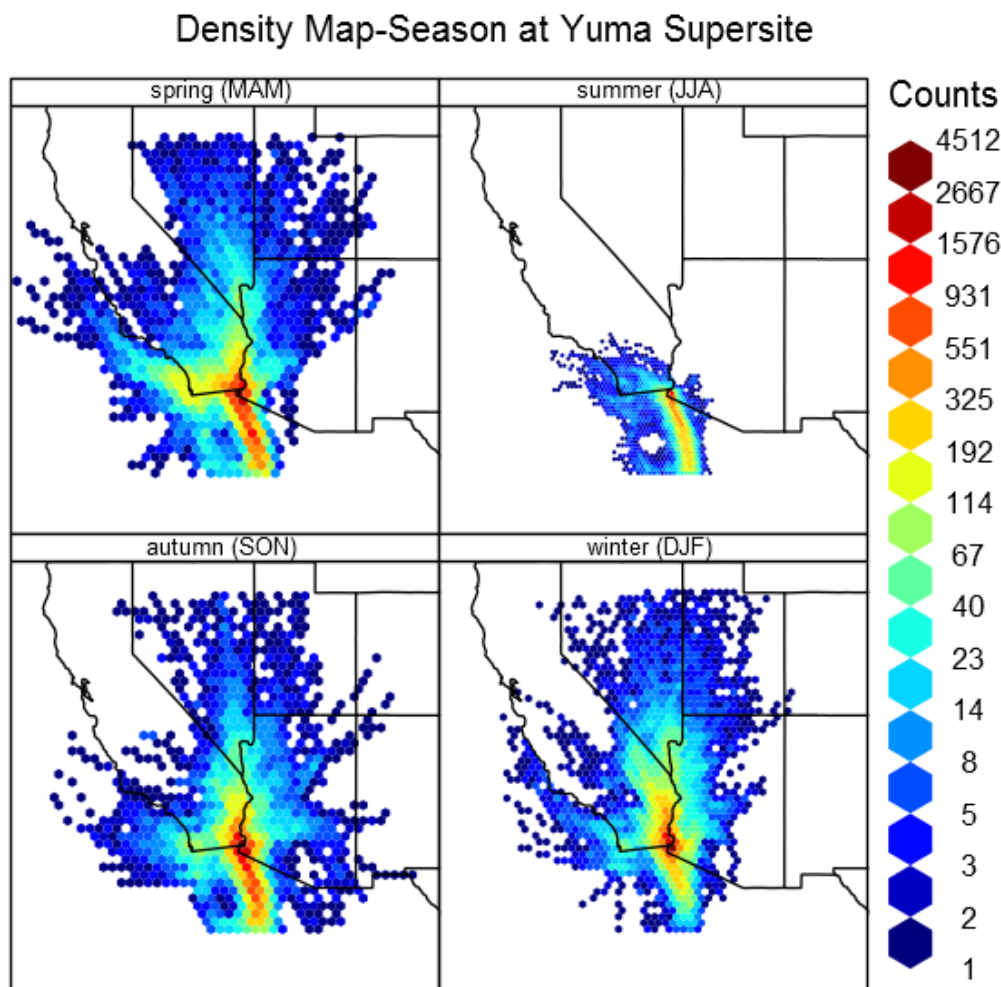 Density Map-Season at Yuma Supersite
spring (MAM)
summer (JJA)
autumn (SON)
winter (DJF)
Counts
4512
2667
1576
931
551
325
192
114
67
40
23
14
8
5
3
2
1